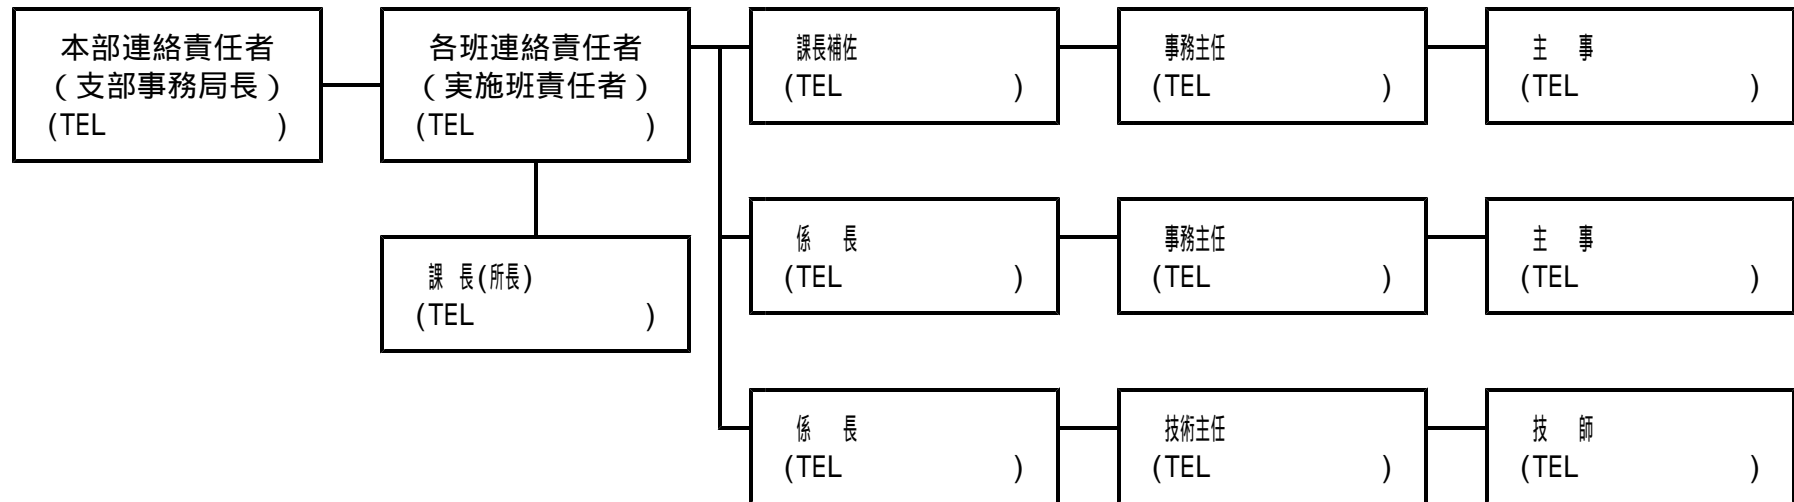 本部連絡責任者
（支部事務局長）
(TEL　　　　　)
各班連絡責任者
（実施班責任者）
(TEL　　　　　)
課長補佐
(TEL　　　　　)
事務主任
(TEL　　　　　)
主　事
(TEL　　　　　)
課 長(所長)
(TEL　　　　　)
係　長
(TEL　　　　　)
事務主任
(TEL　　　　　)
主　事
(TEL　　　　　)
係　長
(TEL　　　　　)
技術主任
(TEL　　　　　)
技　師
(TEL　　　　　)